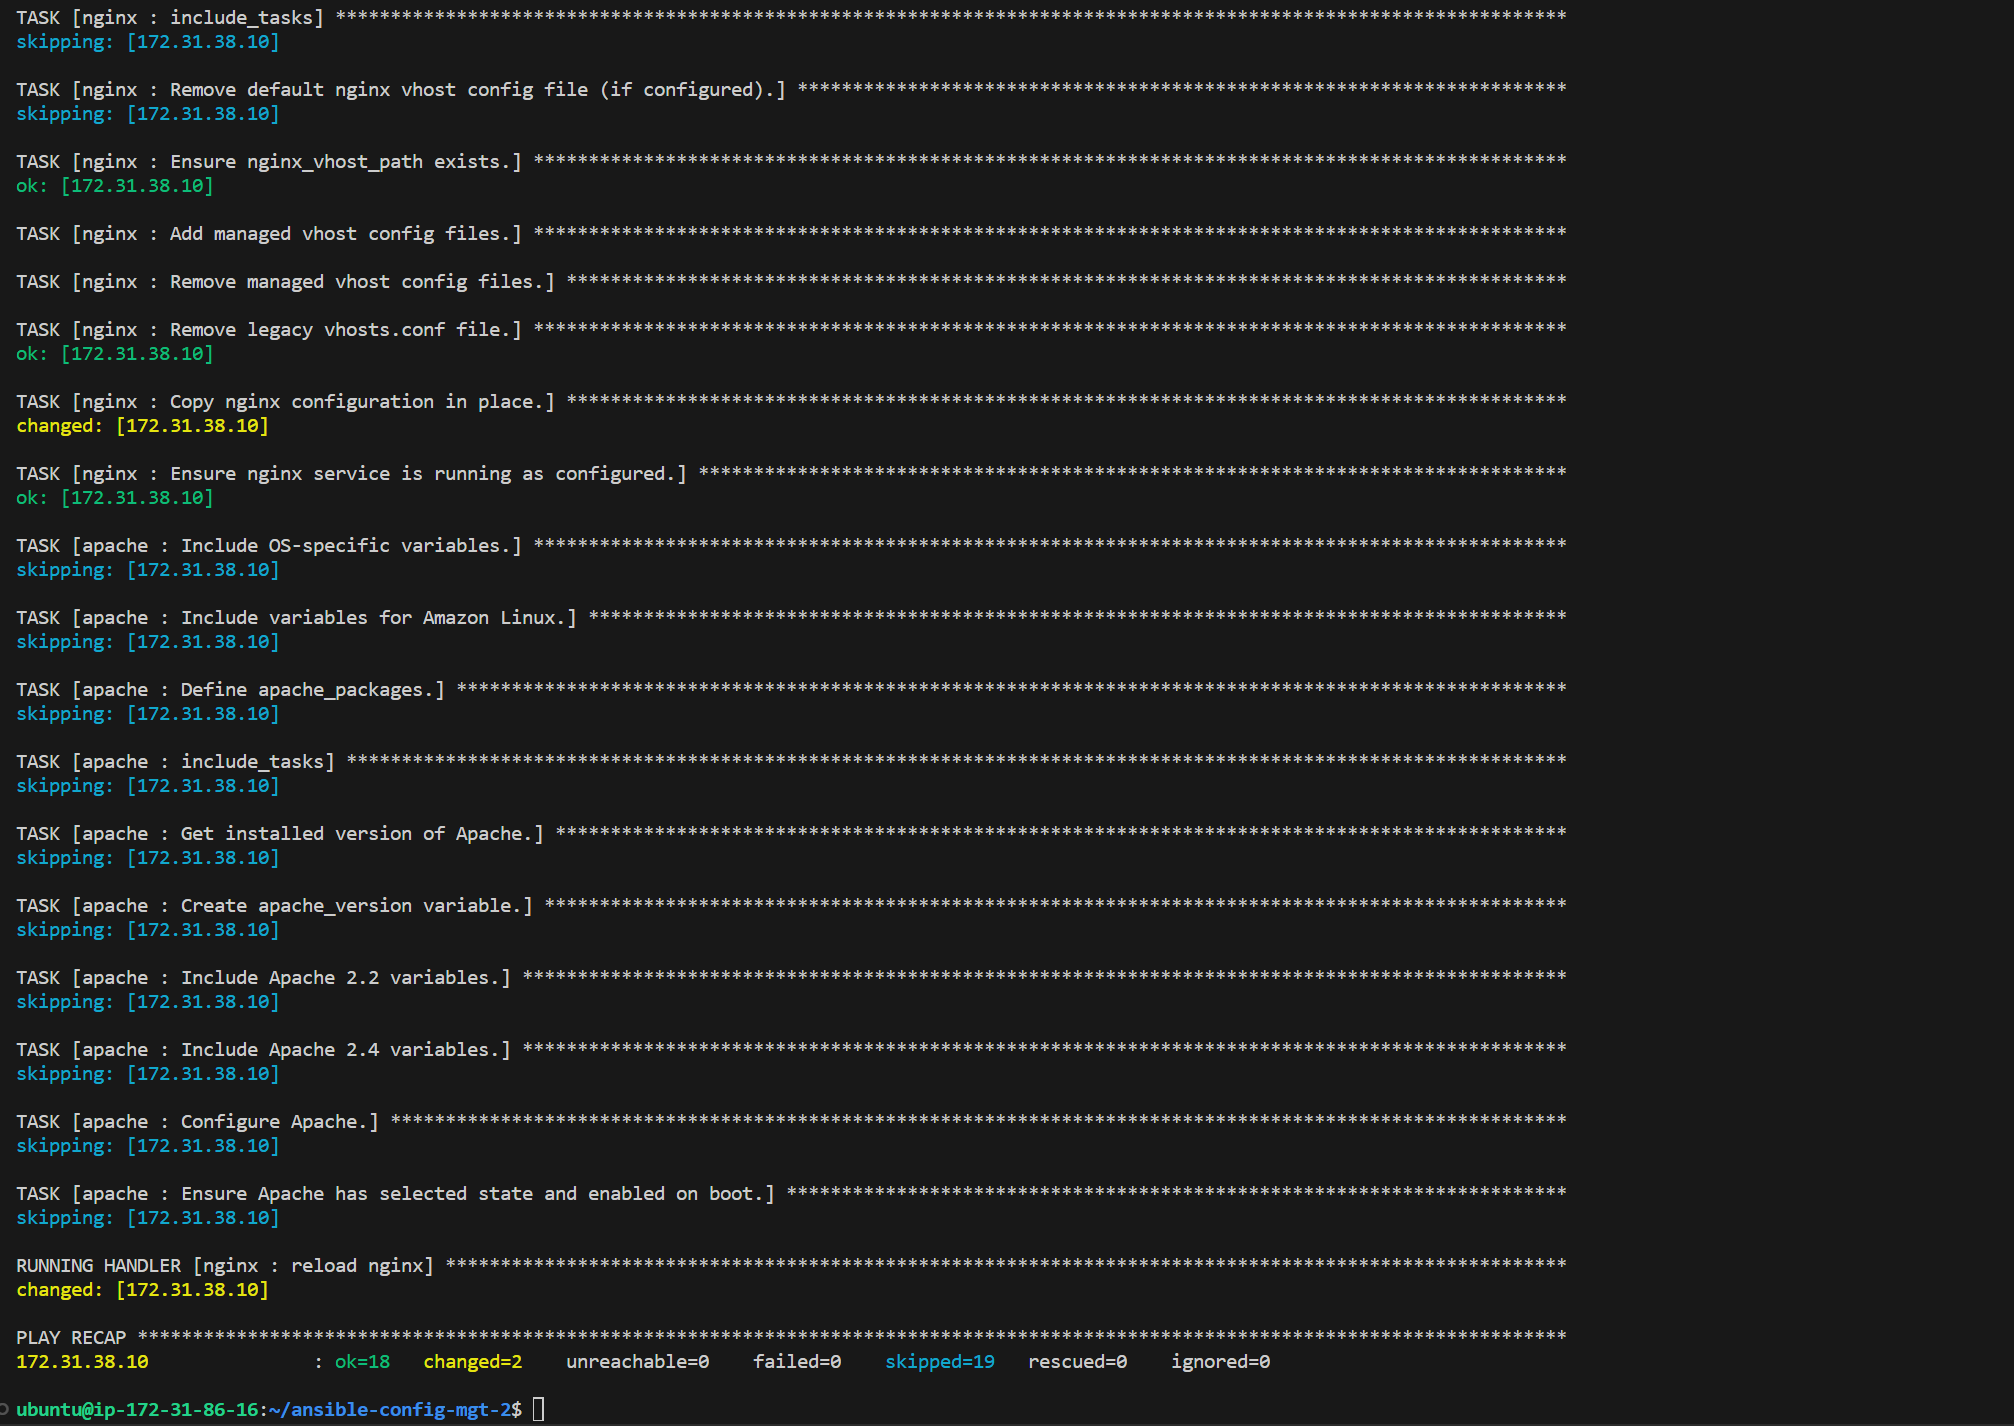 TASK [nginx : include_tasks] ****************************************************************************************************************
skipping: [172.31.38.10]
TASK [nginx : Remove default nginx vhost config file (if configured).] **********************************************************************
skipping: [172.31.38.10]
TASK [nginx : Ensure nginx_vhost_path exists.] **********************************************************************************************
ok: [172.31.38.10]
TASK [nginx : Add managed vhost config files.] **********************************************************************************************
TASK [nginx : Remove managed vhost config files.] *******************************************************************************************
TASK [nginx : Remove legacy vhosts.conf file.] **********************************************************************************************
ok: [172.31.38.10]
TASK [nginx : Copy nginx configuration in place.] *******************************************************************************************
changed: [172.31.38.10]
TASK [nginx : Ensure nginx service is running as configured.] *******************************************************************************
ok: [172.31.38.10]
TASK [apache : Include OS-specific variables.] **********************************************************************************************
skipping: [172.31.38.10]
TASK [apache : Include variables for Amazon Linux.] *****************************************************************************************
skipping: [172.31.38.10]
TASK [apache : Define apache_packages.] *****************************************************************************************************
skipping: [172.31.38.10]
TASK [apache : include_tasks] ***************************************************************************************************************
skipping: [172.31.38.10]
TASK [apache : Get installed version of Apache.] ********************************************************************************************
skipping: [172.31.38.10]
TASK [apache : Create apache_version variable.] *********************************************************************************************
skipping: [172.31.38.10]
TASK [apache : Include Apache 2.2 variables.] ***********************************************************************************************
skipping: [172.31.38.10]
TASK [apache : Include Apache 2.4 variables.] ***********************************************************************************************
skipping: [172.31.38.10]
TASK [apache : Configure Apache.] ***********************************************************************************************************
skipping: [172.31.38.10]
TASK [apache : Ensure Apache has selected state and enabled on boot.] ***********************************************************************
skipping: [172.31.38.10]
RUNNING HANDLER [nginx : reload nginx] ******************************************************************************************************
changed: [172.31.38.10]
PLAY RECAP **********************************************************************************************************************************
172.31.38.10               : ok=18   changed=2    unreachable=0    failed=0    skipped=19   rescued=0    ignored=0
ubuntu@ip-172-31-86-16:~/ansible-config-mgt-2$